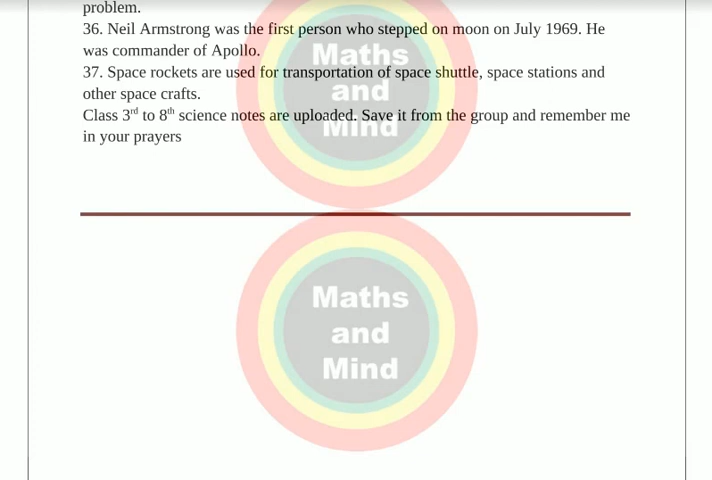 problem.
36. Neil Armstrong was the first person who stepped on moon on July 1969. He
was commander of Apollo.
37. Space rockets are used for transportation of space shuttle, space stations and
other space crafts.
Class 3rd to 8th science notes are uploaded. Save it from the group and remember me
in your prayers
Maths
and
Mind
Maths
and
Mind